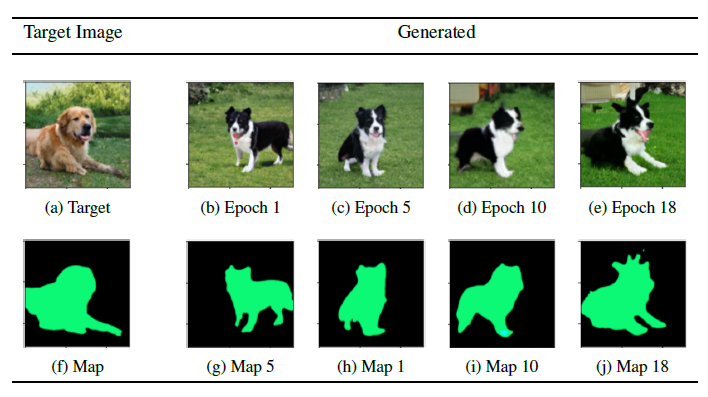 Target Image Generated
(a) Target (b) Epoch 1 (c) Epoch 5 (d) Epoch 10 (e) Epoch 18
(f) Map (g) Map 5 (h) Map 1 (i) Map 10 (j) Map 18